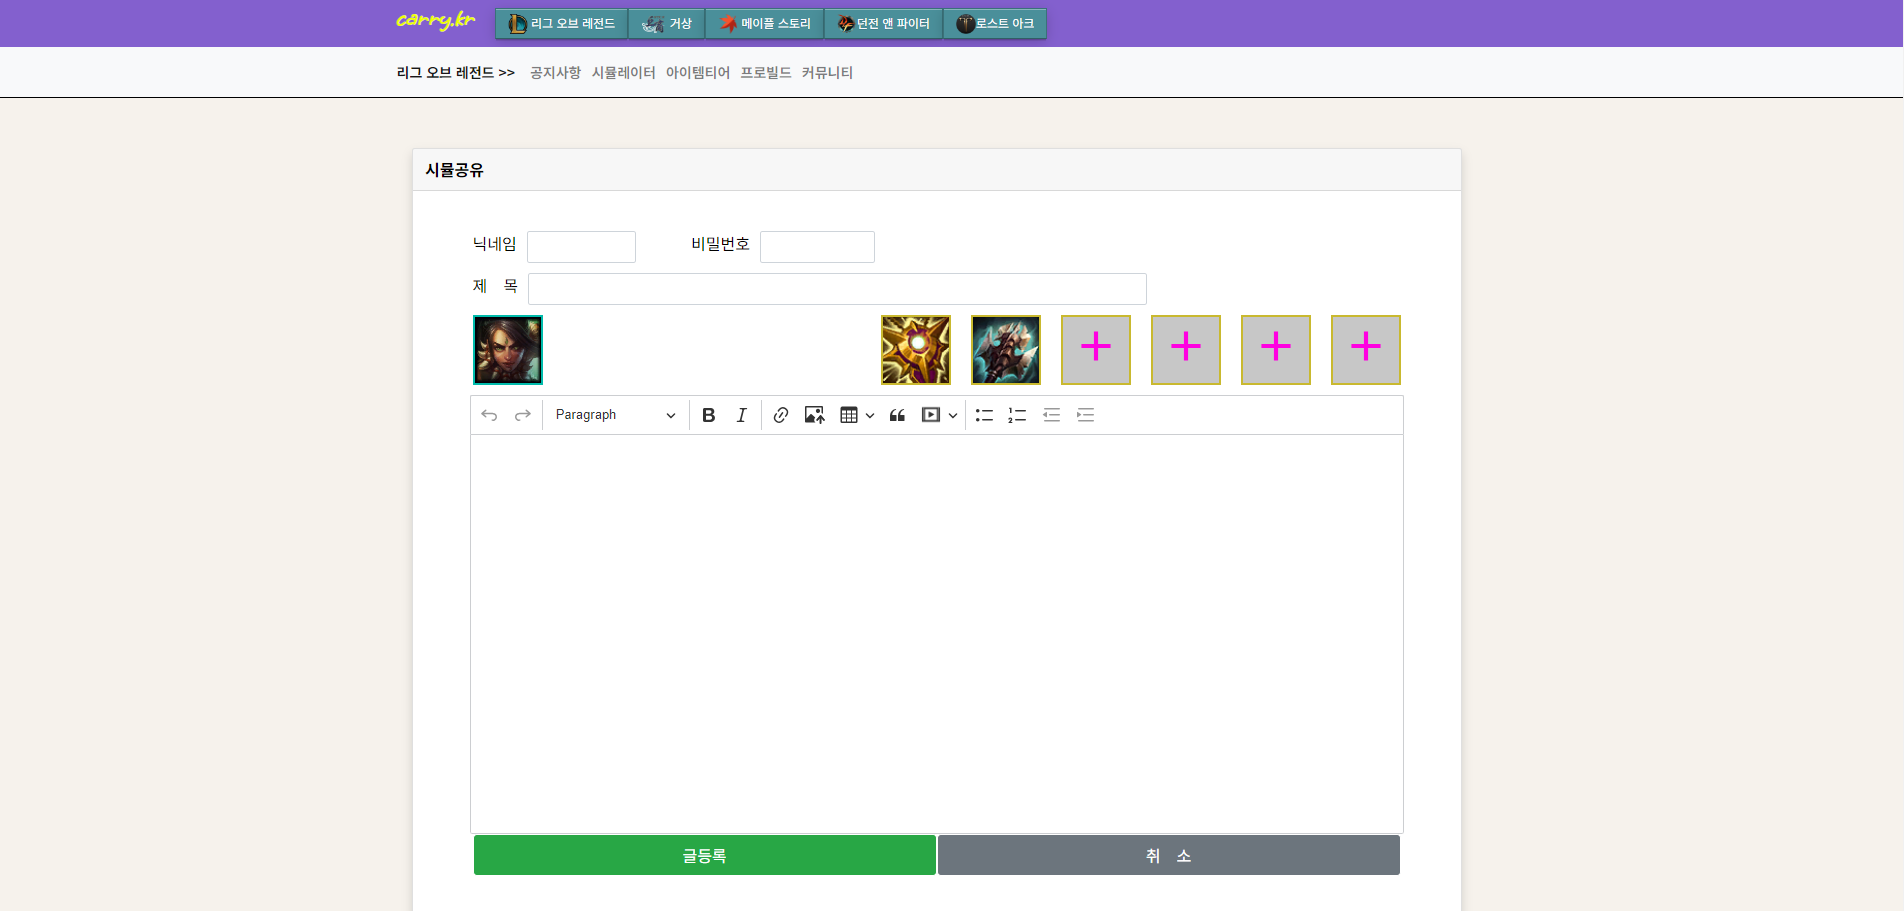 carry.kr 리그 오브 레전드 거상 메이플 스토리 던전 앤 파이터 로스트 아크
리그 오브 레전드 >> 공지사항 시뮬레이터 아이템티어 프로빌드 커뮤니티
시뮬공유
닉네임 비밀번호
제 목
Paragraph
글등록 취 소